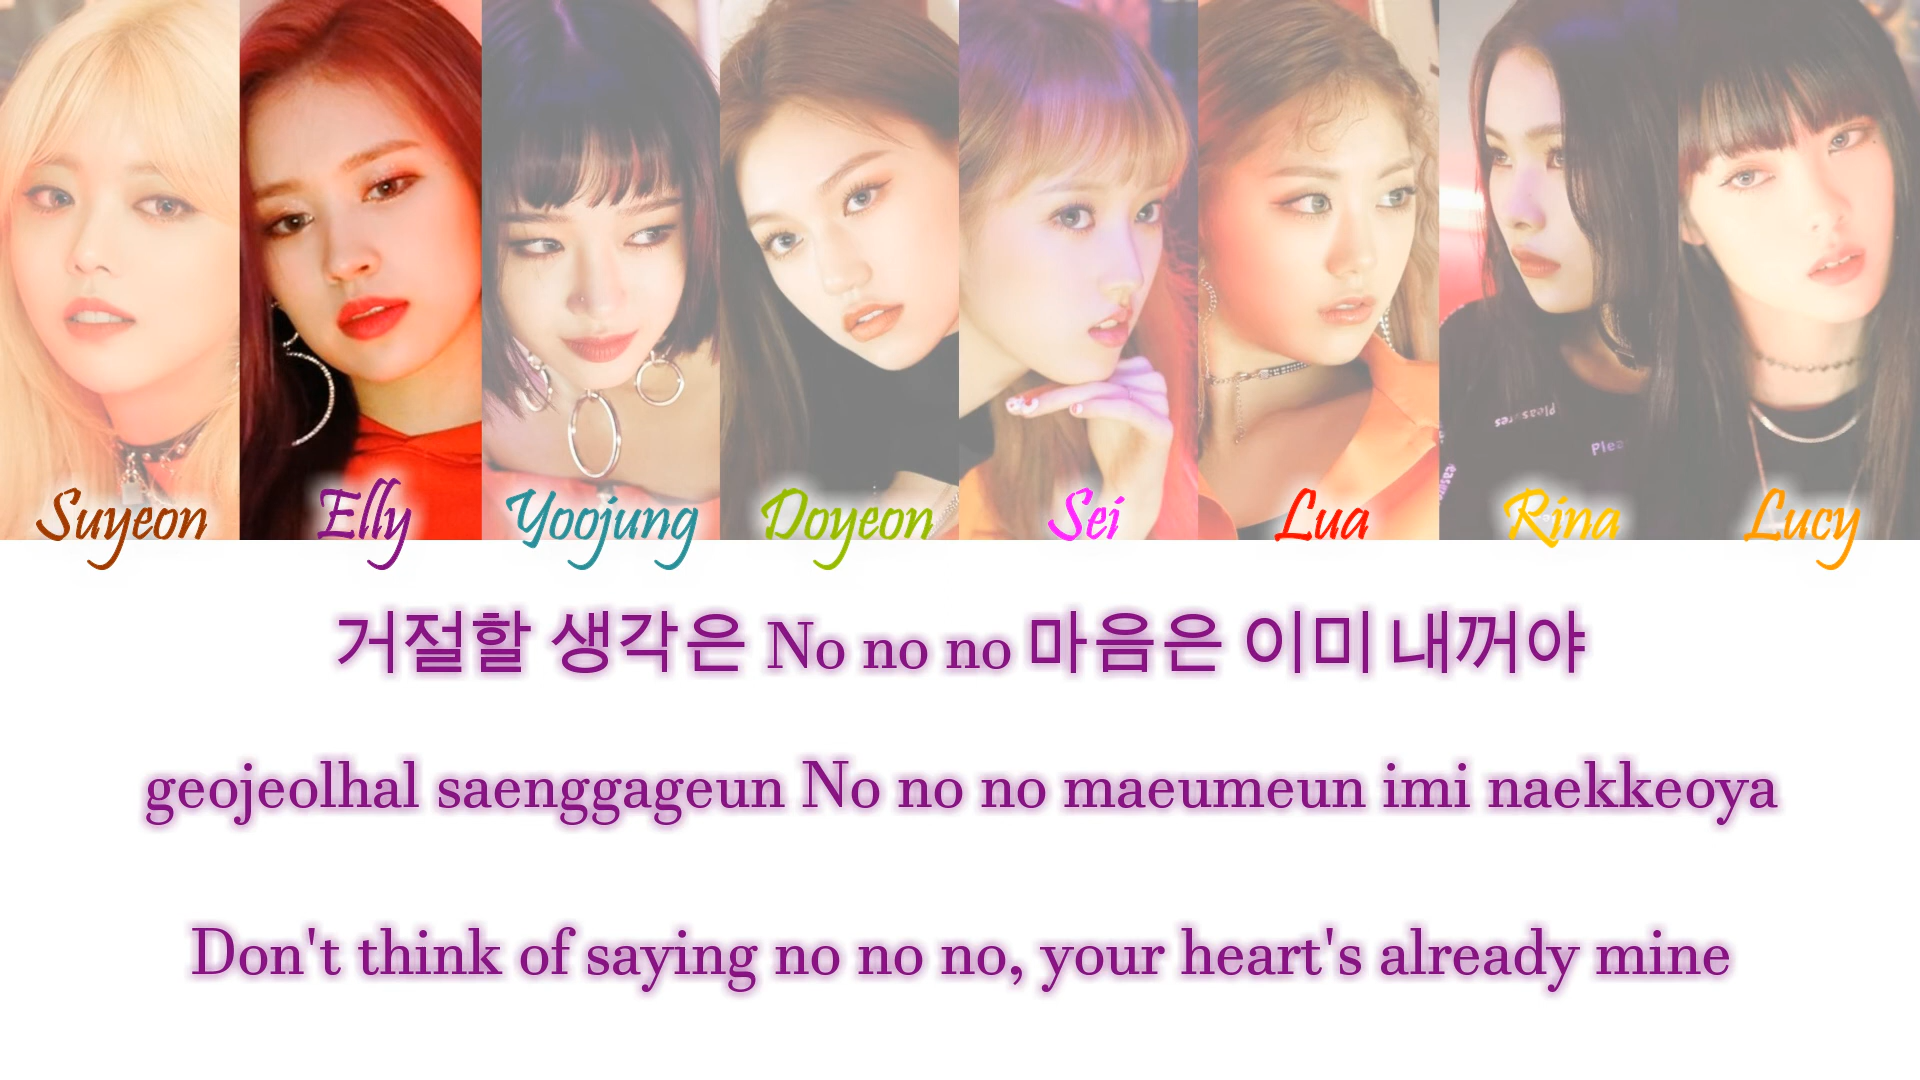 Suyeon Elly Yoojung Doyeon Sei Lua Rina Lucy
거절할 생각은 No no no 마음은 이미 내꺼야
geojeolhal saenggageun No no no maeumeun imi naekkeoya
Don't think of saying no no no, your heart's already mine